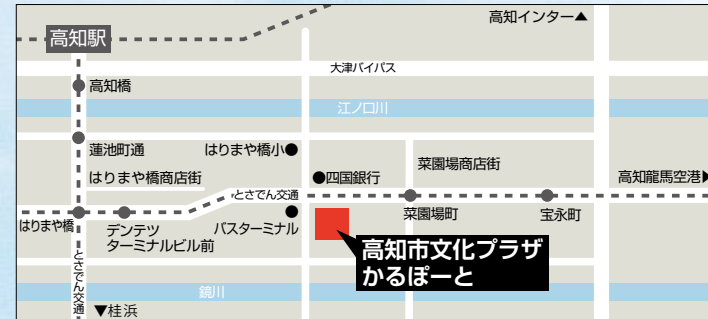 高知インター▲
高知駅
大津バイパス
高知橋
江ノ口川
蓮池町通
はりまや橋小●
はりまや橋商店街
●四国銀行
菜園場商店街
高知龍馬空港▶
とさでん交通
はりまや橋
デンテツ
ターミナルビル前
バスターミナル
菜園場町
宝永町
高知市文化プラザ
かるぽーと
とさでん交通
鏡川
▼桂浜